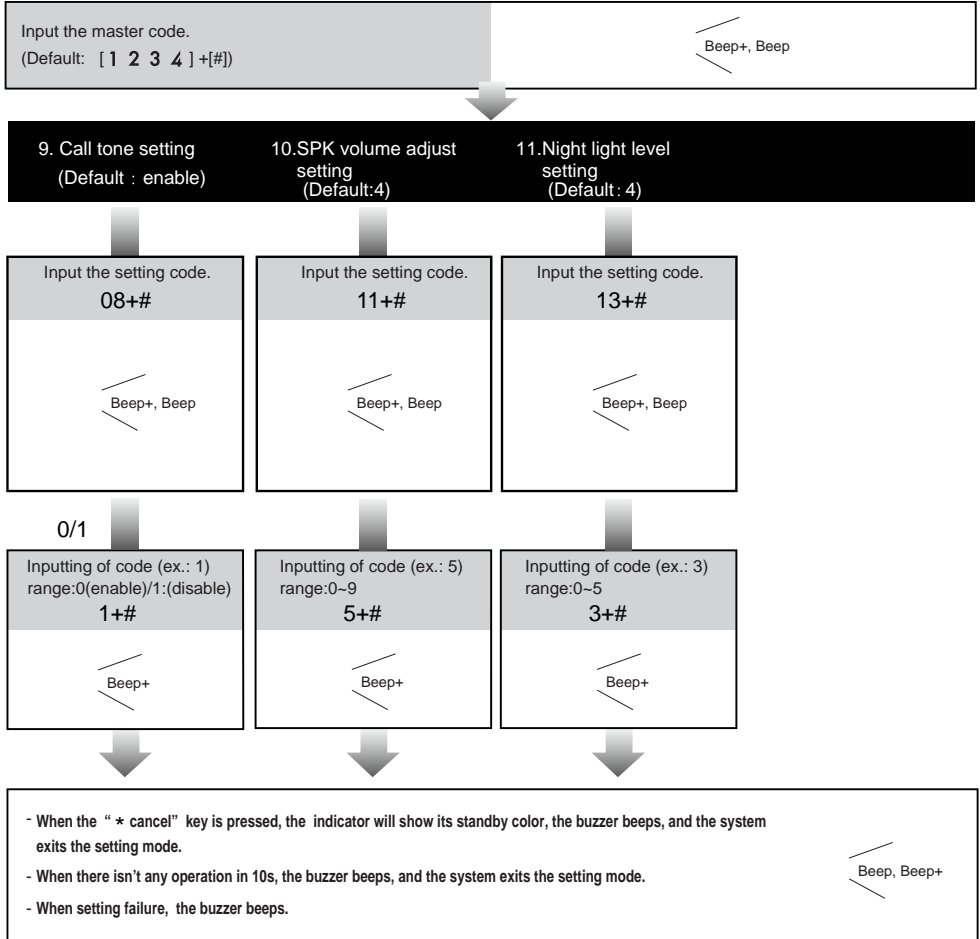 Input the master code.
(Default: [ 1 2 3 4 ] +[#])
Beep+, Beep
9. Call tone setting
(Default : enable)
10.SPK volume adjust
setting
(Default:4)
11.Night light level
setting
(Default: 4)
Input the setting code.
08+#
Input the setting code.
11+#
Input the setting code.
13+#
Beep+, Beep
Beep+, Beep
Beep+, Beep
0/1
Inputting of code (ex.: 1)
range:0(enable)/1:(disable)
1+#
Inputting of code (ex.: 5)
range:0~9
5+#
Inputting of code (ex.: 3)
range:0~5
3+#
Beep+
Beep+
Beep+
- When the “ * cancel” key is pressed, the indicator will show its standby color, the buzzer beeps, and the system
exits the setting mode.
- When there isn’t any operation in 10s, the buzzer beeps, and the system exits the setting mode.
- When setting failure, the buzzer beeps.
Beep, Beep+